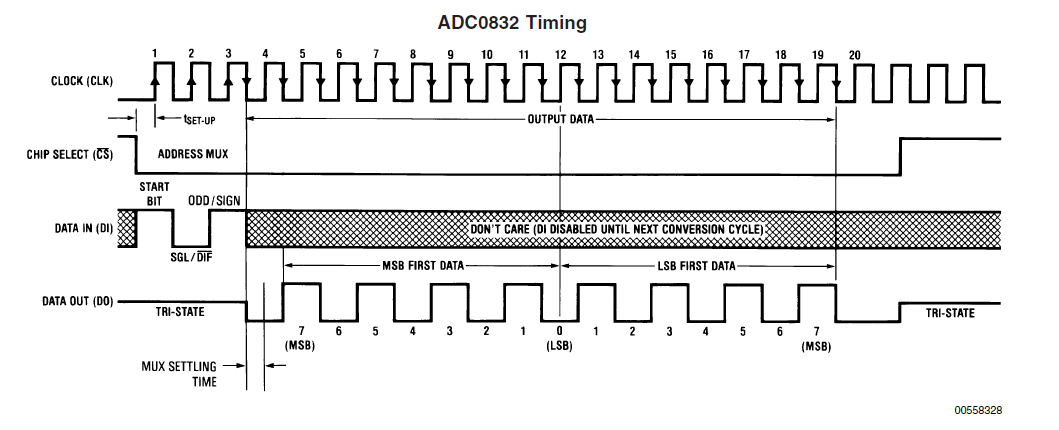 ADC0832 Timing
1 2 3 4 5 6 7 8 9 10 11 12 13 14 15 16 17 18 19 20
CLOCK (CLK)
tSET-UP
OUTPUT DATA
CHIP SELECT (CS)
ADDRESS MUX
START
BIT
ODD/SIGN
DATA IN (DI)
DON'T CARE (DI DISABLED UNTIL NEXT CONVERSION CYCLE)
SGL/DIF
MSB FIRST DATA
LSB FIRST DATA
DATA OUT (DO)
TRI-STATE
TRI-STATE
7 6 5 4 3 2 1 0 1 2 3 4 5 6 7
(MSB) (LSB) (MSB)
MUX SETTLING
TIME
00558328